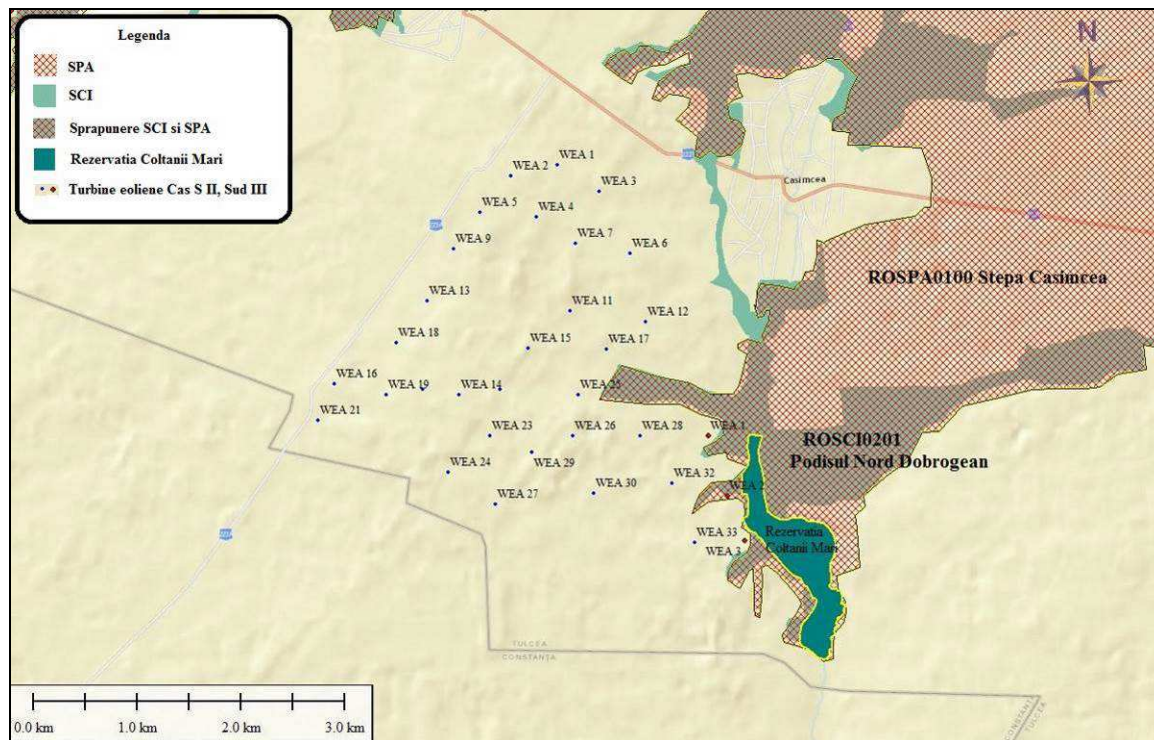 Legenda
SPA
SCI
Sprapunere SCI si SPA
Rezervatia Coltanii Mari
Turbine eoliene Cas S II, Sud III
N
WEA 1
WEA 2
WEA 3
Casimcea
WEA 5
WEA 4
WEA 9
WEA 7
WEA 6
ROSPA0100 Stepa Casimcea
WEA 13
WEA 11
WEA 12
WEA 18
WEA 15
WEA 17
WEA 16
WEA 19
WEA 14
WEA 25
WEA 21
WEA 23
WEA 26
WEA 28
WEA 1
ROSCI0201
Podisul Nord Dobrogean
WEA 24
WEA 29
WEA 32
WEA 27
WEA 30
WEA 2
WEA 33
Rezervatia
WEA 3
Coltanii Mari
TULCEA
CONSTANȚA
0.0 km
1.0 km
2.0 km
3.0 km
TULCEA